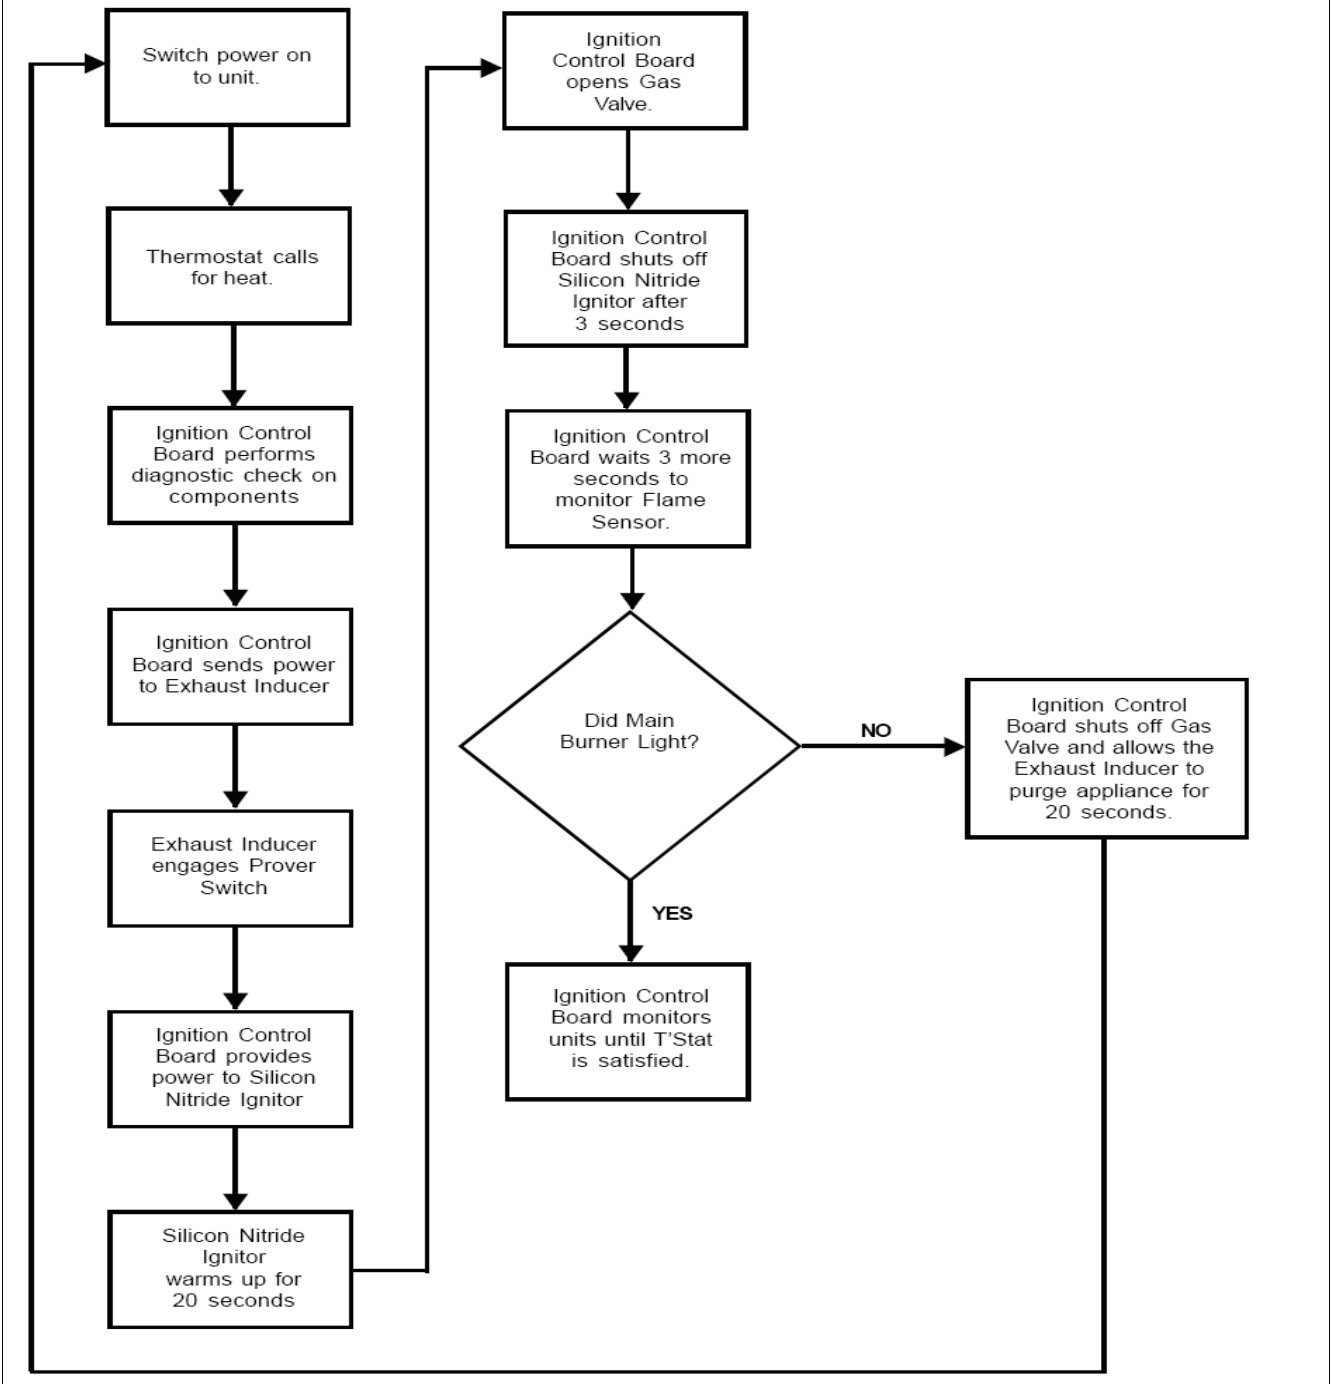 Switch power on
to unit.
Thermostat calls
for heat.
Ignition Control
Board performs
diagnostic check on
components
Ignition Control
Board sends power
to Exhaust Inducer
Exhaust Inducer
engages Prover
Switch
Ignition Control
Board provides
power to Silicon
Nitride Ignitor
Silicon Nitride
Ignitor
warms up for
20 seconds
Ignition
Control Board
opens Gas
Valve.
Ignition Control
Board shuts off
Silicon Nitride
Ignitor after
3 seconds
Ignition Control
Board waits 3 more
seconds to
monitor Flame
Sensor.
Did Main
Burner Light?
NO
Ignition Control
Board shuts off Gas
Valve and allows the
Exhaust Inducer to
purge appliance for
20 seconds.
YES
Ignition Control
Board monitors
units until T'Stat
is satisfied.